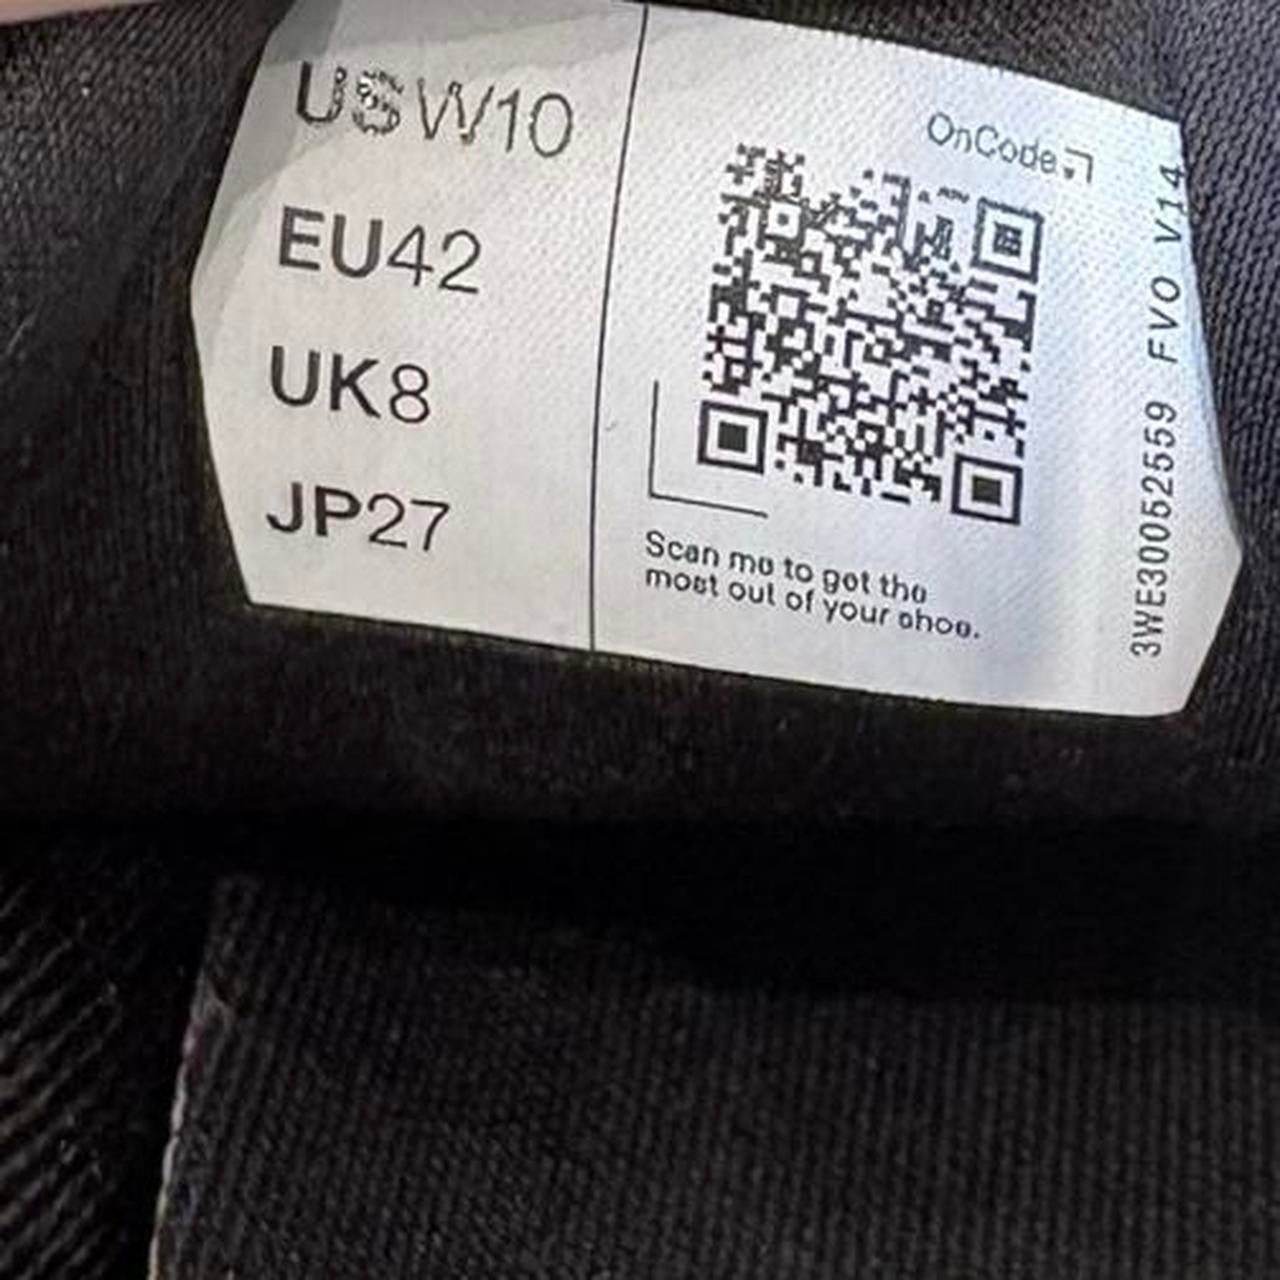 USW10
EU42
UK8
JP27
OnCode
Scan me to get the
most out of your shoe.
3WE30052559 FVO V14